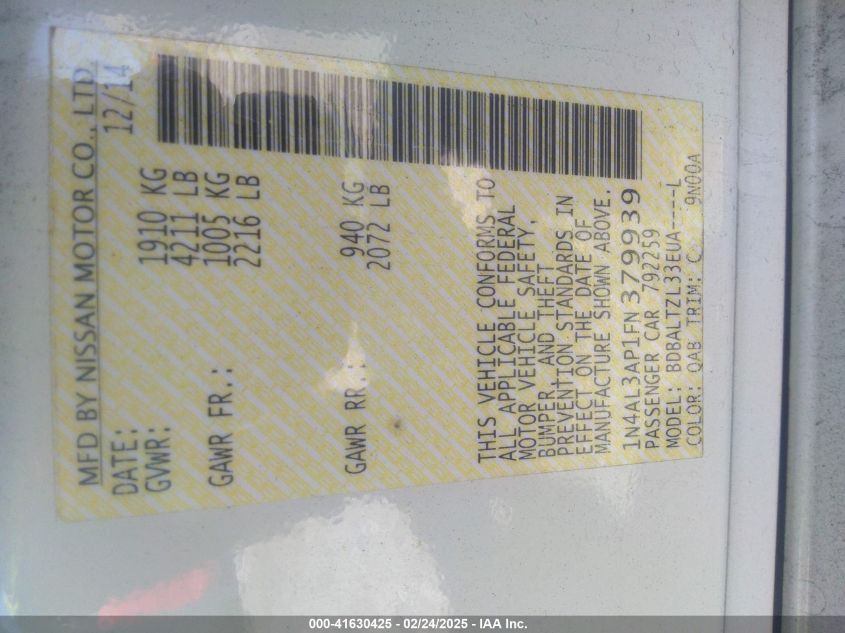 MFD BY NISSAN MOTOR CO., LTD.
DATE: 12/14
GVWR: 1910 KG
4211 LB
GAWR FR.: 1005 KG
2216 LB
GAWR RR.: 940 KG
2072 LB
THIS VEHICLE CONFORMS TO
ALL APPLICABLE FEDERAL
MOTOR VEHICLE SAFETY,
BUMPER, AND THEFT
PREVENTION STANDARDS IN
EFFECT ON THE DATE OF
MANUFACTURE SHOWN ABOVE.
1N4AL3AP1FN379939
PASSENGER CAR 792259
MODEL: BDBALTZL33EUA----L
COLOR: QAB TRIM: C 9N00A
000-41630425 - 02/24/2025 - IAA Inc.